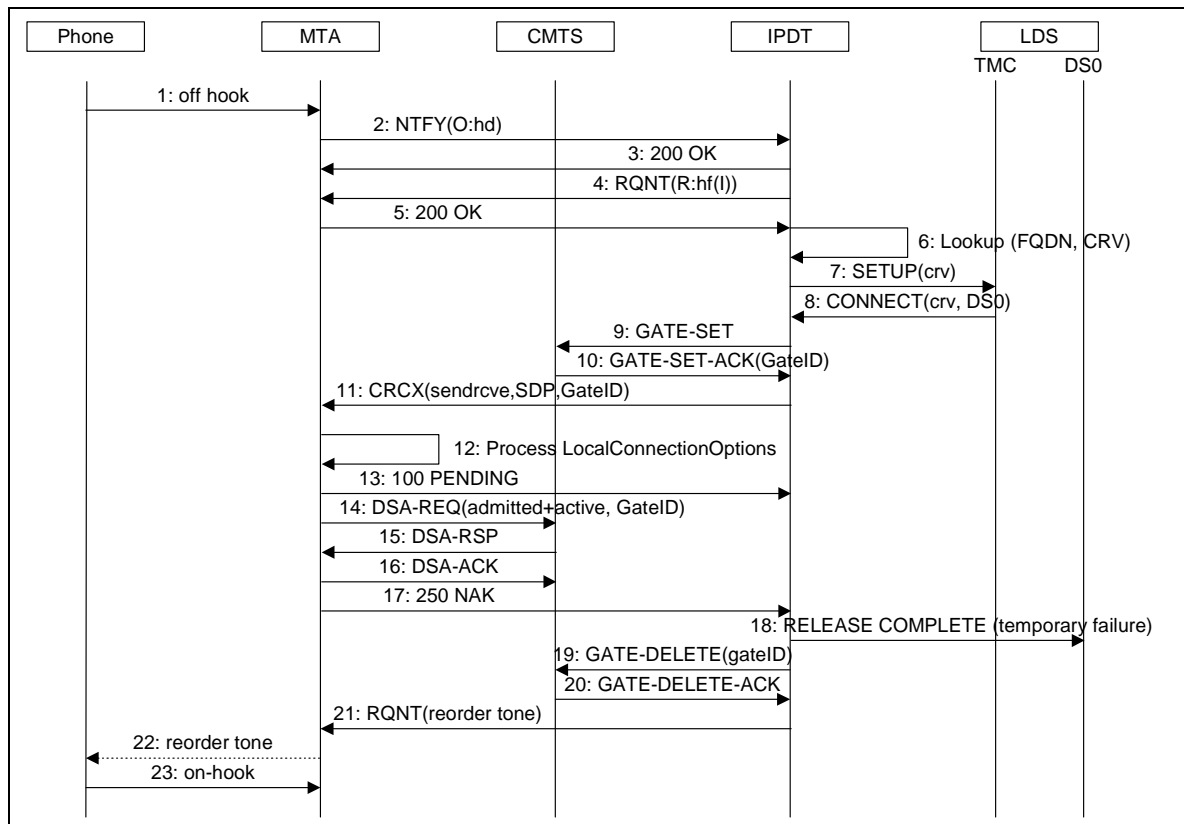 Phone
MTA
CMTS
IPDT
LDS
TMC
DS0
1: off hook
2: NTFY(O:hd)
3: 200 OK
4: RQNT(R:hf(I))
5: 200 OK
6: Lookup (FQDN, CRV)
7: SETUP(crv)
8: CONNECT(crv, DS0)
9: GATE-SET
10: GATE-SET-ACK(GateID)
11: CRCX(sendrcve,SDP,GateID)
12: Process LocalConnectionOptions
13: 100 PENDING
14: DSA-REQ(admitted+active, GateID)
15: DSA-RSP
16: DSA-ACK
17: 250 NAK
18: RELEASE COMPLETE (temporary failure)
19: GATE-DELETE(gateID)
20: GATE-DELETE-ACK
21: RQNT(reorder tone)
22: reorder tone
23: on-hook